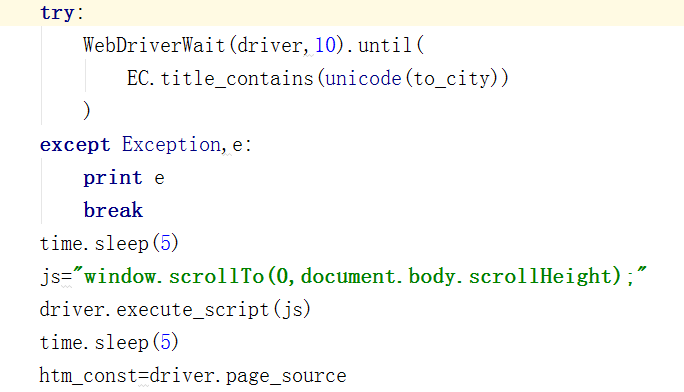 try:
    WebDriverWait(driver,10).until(
        EC.title_contains(unicode(to_city))
    )
except Exception,e:
    print e
    break
time.sleep(5)
js="window.scrollTo(0,document.body.scrollHeight);"
driver.execute_script(js)
time.sleep(5)
htm_const=driver.page_source